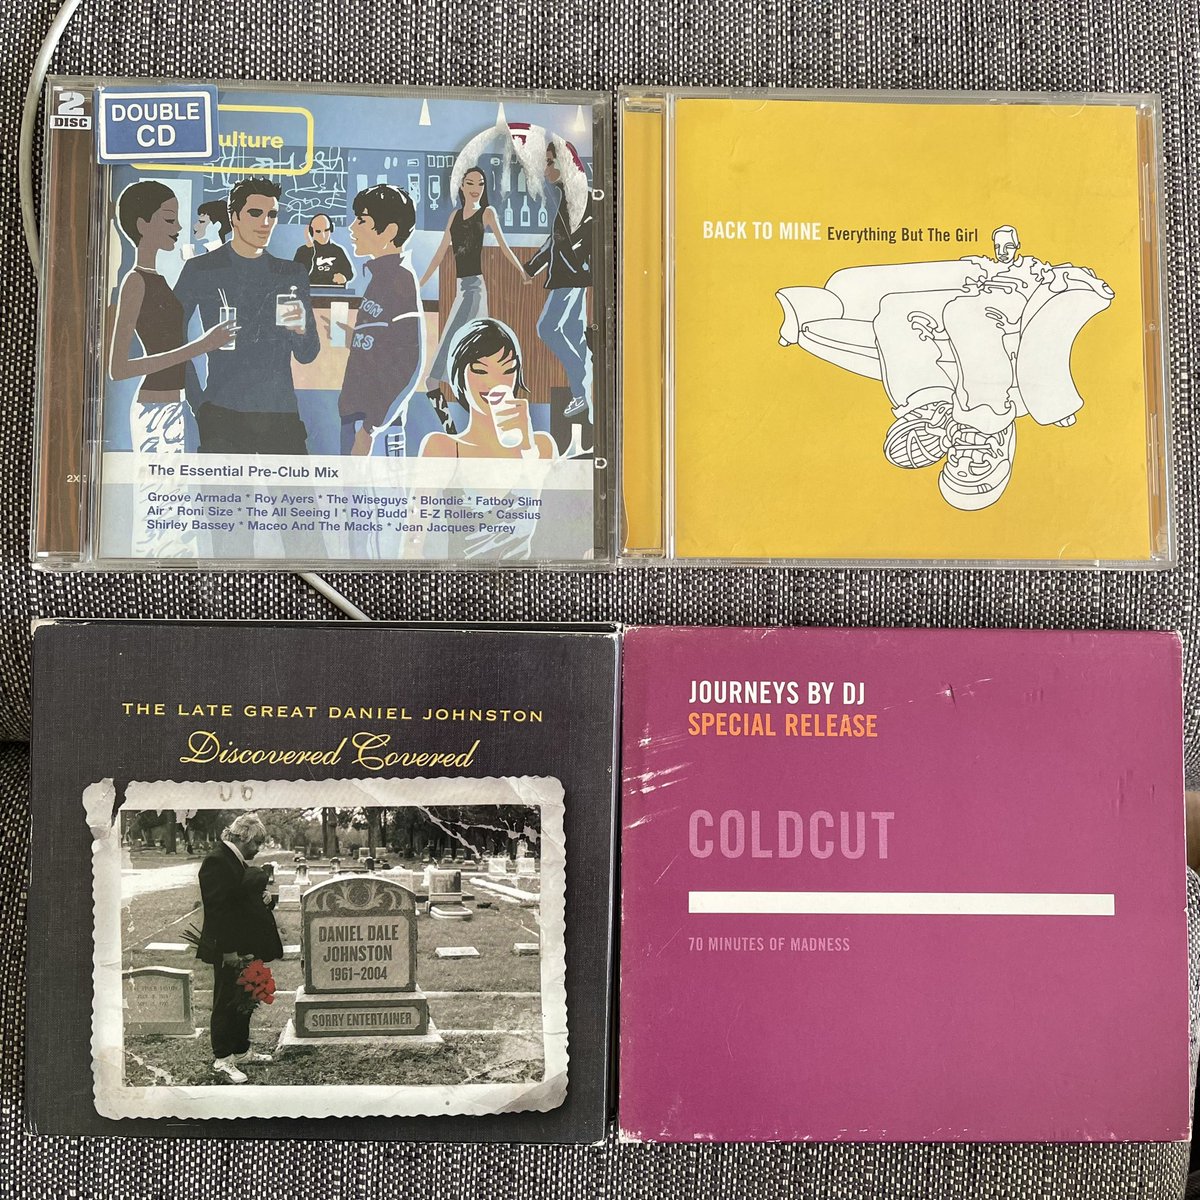 2
DISC
DOUBLE
CD
ulture
The Essential Pre-Club Mix
2X
Groove Armada * Roy Ayers * The Wiseguys * Blondie * Fatboy Slim
Air * Roni Size * The All Seeing I * Roy Budd * E-Z Rollers * Cassius
Shirley Bassey * Maceo And The Macks * Jean Jacques Perrey
BACK TO MINE Everything But The Girl
THE LATE GREAT DANIEL JOHNSTON
Discovered Covered
DANIEL DALE
JOHNSTON
1961–2004
SORRY ENTERTAINER
JOURNEYS BY DJ
SPECIAL RELEASE
COLDCUT
70 MINUTES OF MADNESS